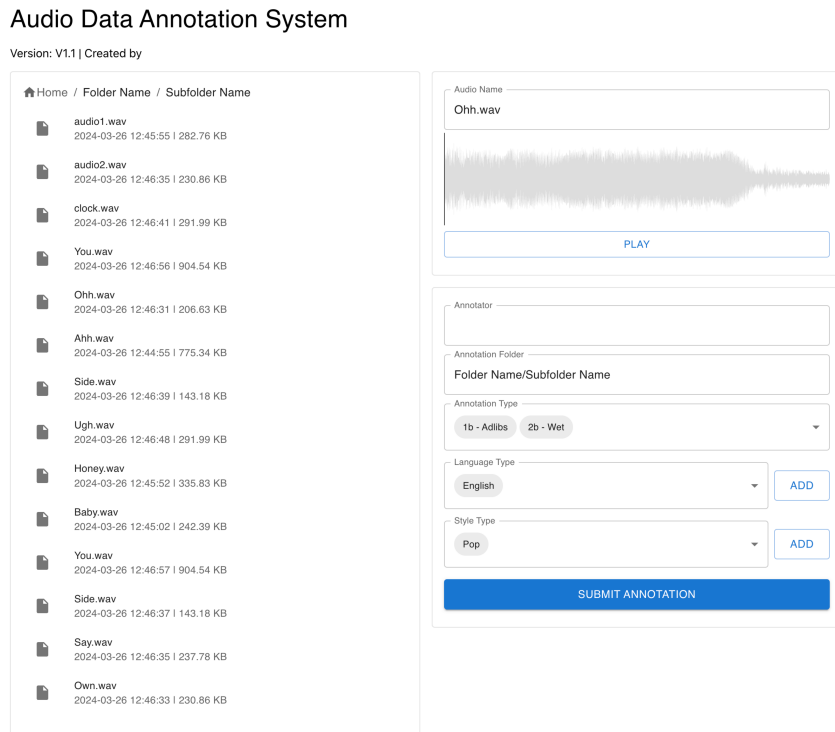 Audio Data Annotation System
Version: V1.1 | Created by
Home / Folder Name / Subfolder Name
audio1.wav
2024-03-26 12:45:55 | 282.76 KB
audio2.wav
2024-03-26 12:46:35 | 230.86 KB
clock.wav
2024-03-26 12:46:41 | 291.99 KB
You.wav
2024-03-26 12:46:56 | 904.54 KB
Ohh.wav
2024-03-26 12:46:31 | 206.63 KB
Ahh.wav
2024-03-26 12:44:55 | 775.34 KB
Side.wav
2024-03-26 12:46:39 | 143.18 KB
Ugh.wav
2024-03-26 12:46:48 | 291.99 KB
Honey.wav
2024-03-26 12:45:52 | 335.83 KB
Baby.wav
2024-03-26 12:45:02 | 242.39 KB
You.wav
2024-03-26 12:46:57 | 904.54 KB
Side.wav
2024-03-26 12:46:37 | 143.18 KB
Say.wav
2024-03-26 12:46:35 | 237.78 KB
Own.wav
2024-03-26 12:46:33 | 230.86 KB
Audio Name
Ohh.wav
PLAY
Annotator
Annotation Folder
Folder Name/Subfolder Name
Annotation Type
1b - Adlibs 2b - Wet
Language Type
English ADD
Style Type
Pop ADD
SUBMIT ANNOTATION